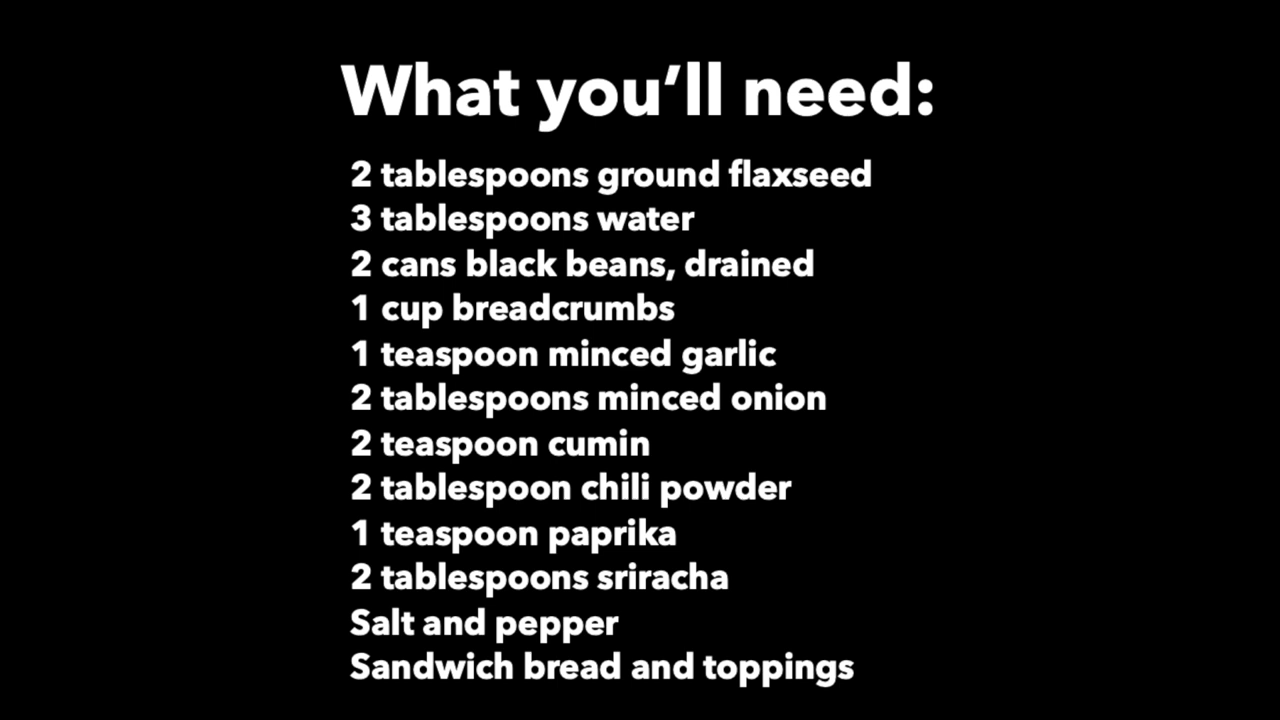 What you’ll need:
2 tablespoons ground flaxseed
3 tablespoons water
2 cans black beans, drained
1 cup breadcrumbs
1 teaspoon minced garlic
2 tablespoons minced onion
2 teaspoon cumin
2 tablespoon chili powder
1 teaspoon paprika
2 tablespoons sriracha
Salt and pepper
Sandwich bread and toppings